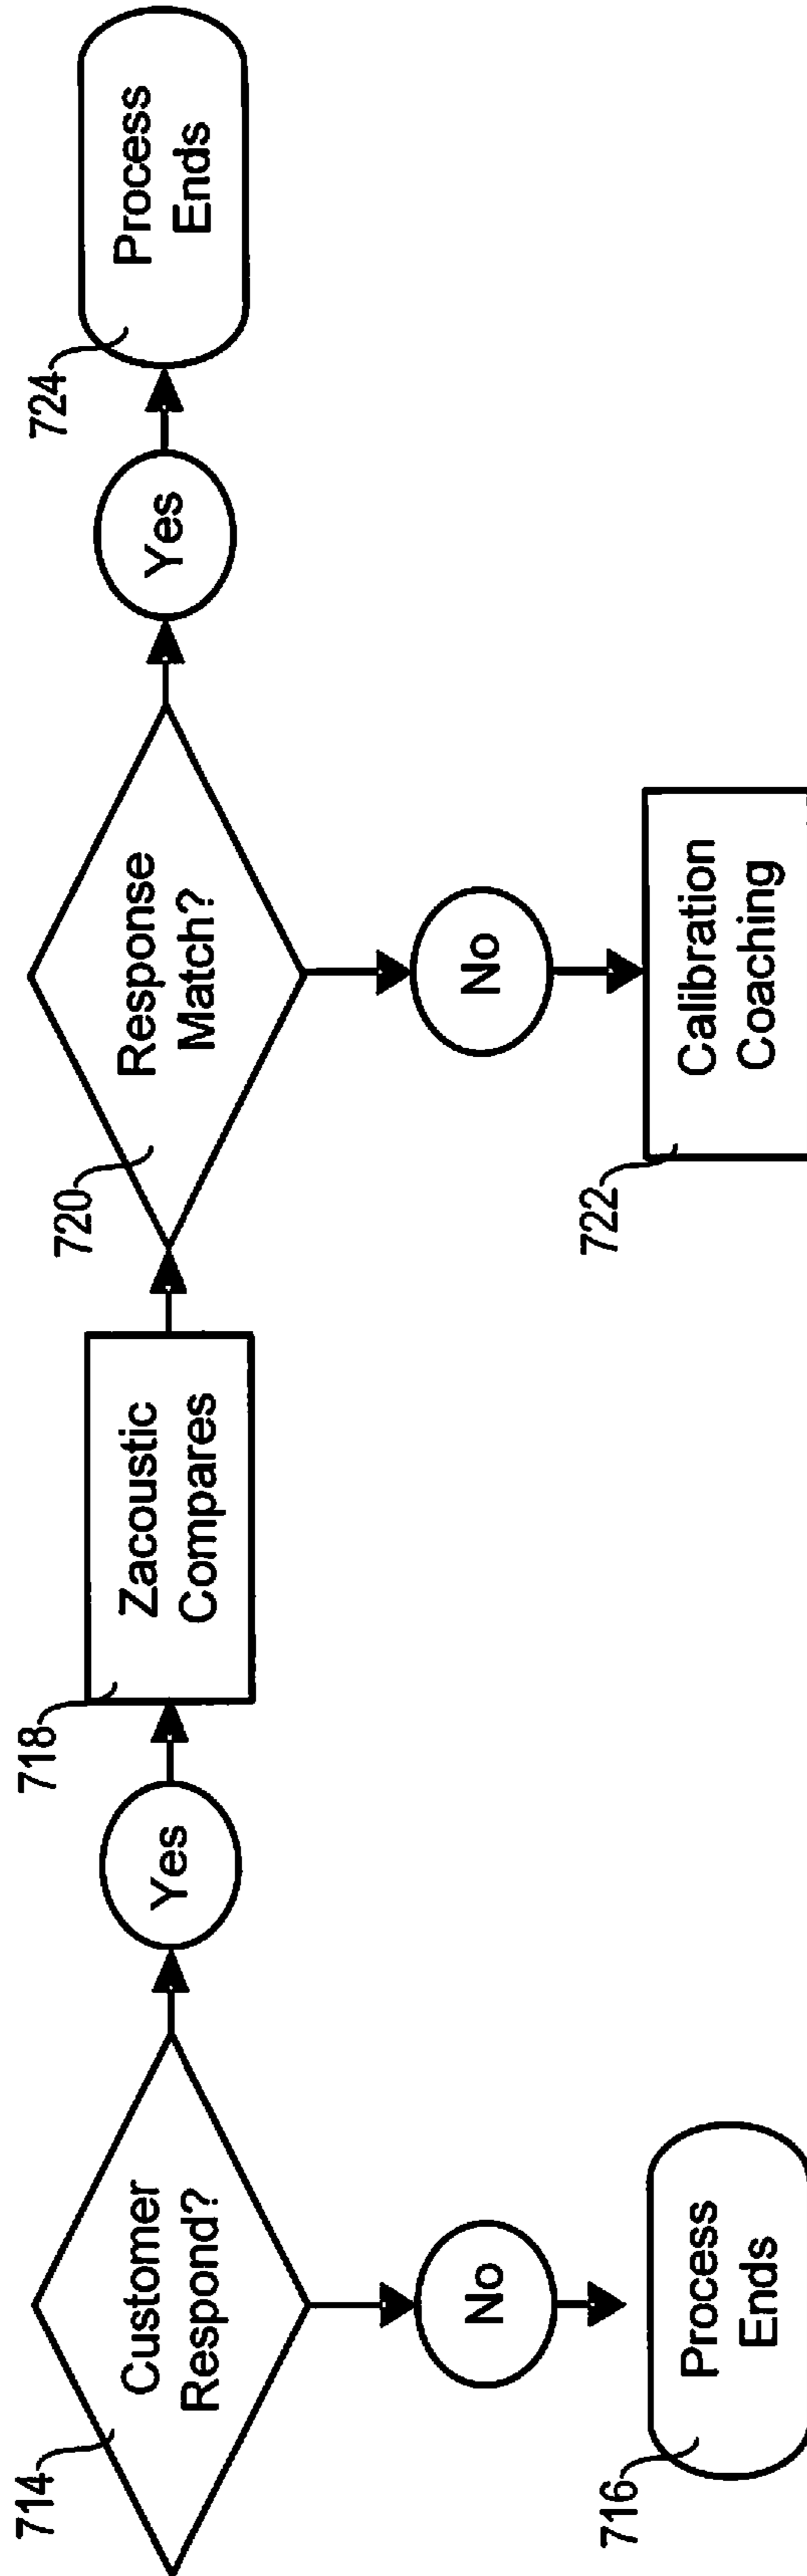 714
Customer
Respond?
Yes
718
Zacoustic
Compares
720
Response
Match?
Yes
724
Process
Ends
No
716
Process
Ends
No
722
Calibration
Coaching